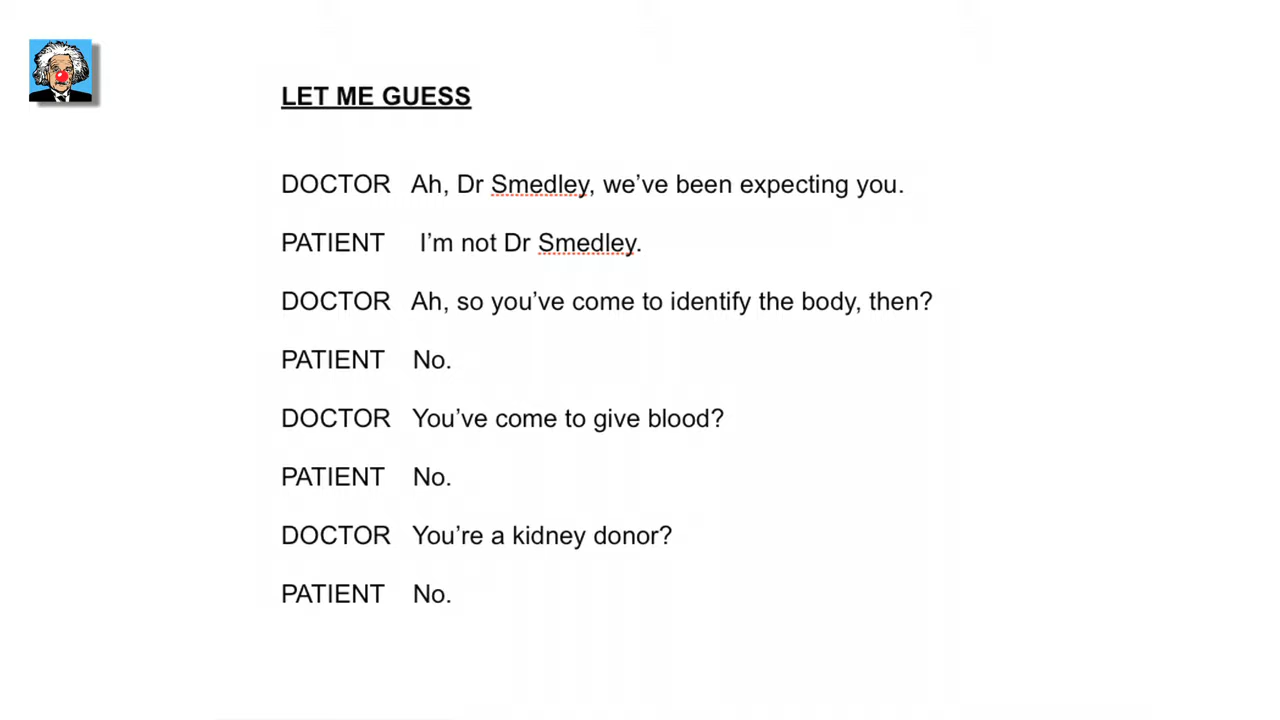 LET ME GUESS
DOCTOR Ah, Dr Smedley, we’ve been expecting you.
PATIENT I’m not Dr Smedley.
DOCTOR Ah, so you’ve come to identify the body, then?
PATIENT No.
DOCTOR You’ve come to give blood?
PATIENT No.
DOCTOR You’re a kidney donor?
PATIENT No.